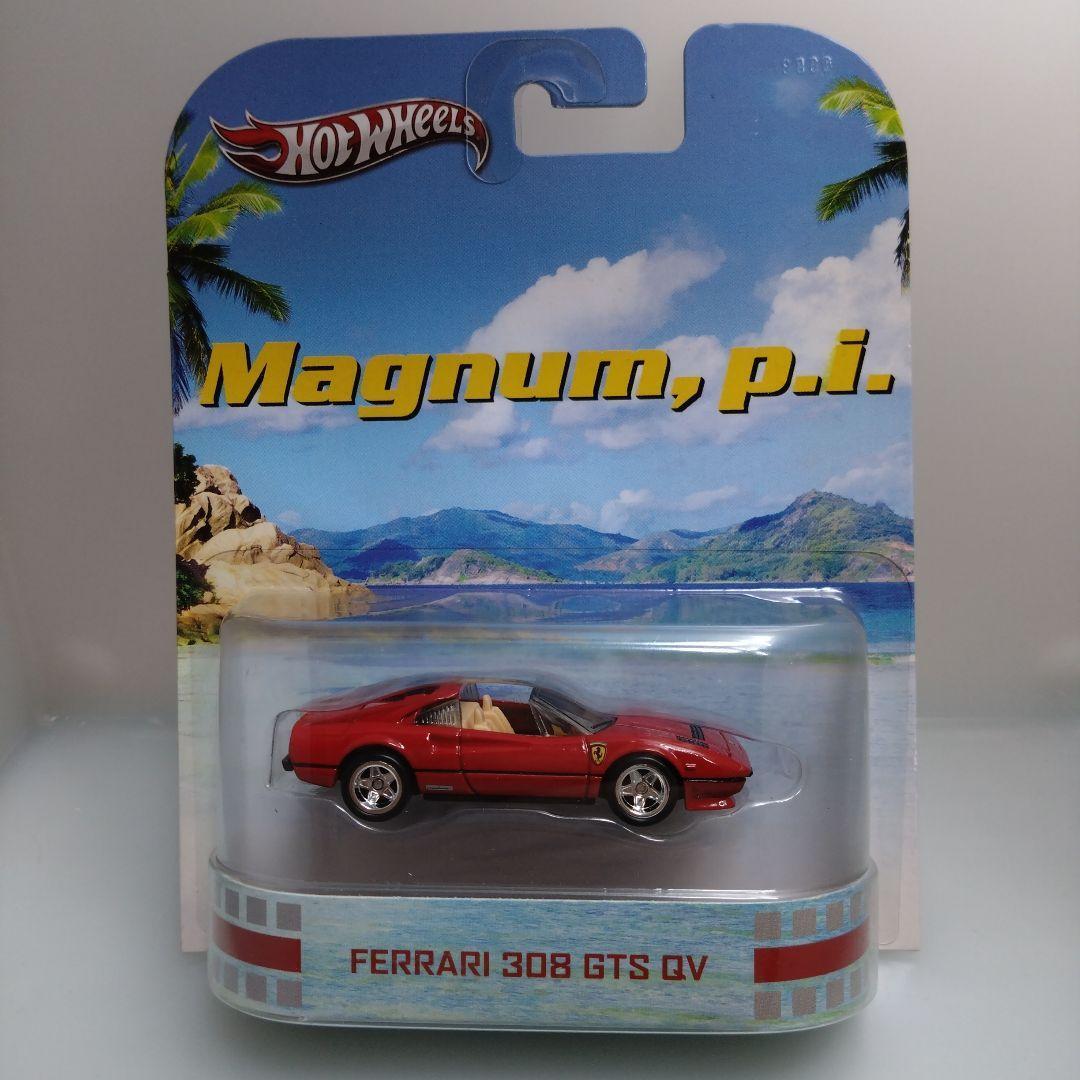 HOT WHEELS
Magnum, p.i.
FERRARI 308 GTS QV